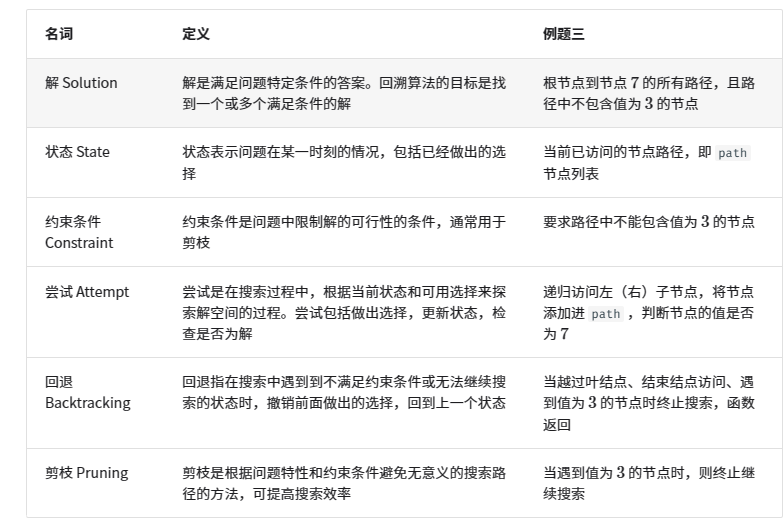 名词 定义 例题三
解 Solution 解是满足问题特定条件的答案。回溯算法的目标是找 根节点到节点 7 的所有路径，且路
到一个或多个满足条件的解 径中不包含值为 3 的节点
状态 State 状态表示问题在某一时刻的情况，包括已经做出的选 当前已访问的节点路径，即 path
择 节点列表
约束条件 约束条件是问题中限制解的可行性的条件，通常用于 要求路径中不能包含值为 3 的节点
Constraint 剪枝
尝试 Attempt 尝试是在搜索过程中，根据当前状态和可用选择来探 递归访问左（右）子节点，将节点
索解空间的过程。尝试包括做出选择，更新状态，检 添加进 path ，判断节点的值是否
查是否为解 为 7
回退 回退指在搜索中遇到到不满足约束条件或无法继续搜 当越过叶结点、结束结点访问、遇
Backtracking 索的状态时，撤销前面做出的选择，回到上一个状态 到值为 3 的节点时终止搜索，函数
返回
剪枝 Pruning 剪枝是根据问题特性和约束条件避免无意义的搜索路 当遇到值为 3 的节点时，则终止继
径的方法，可提高搜索效率 续搜索